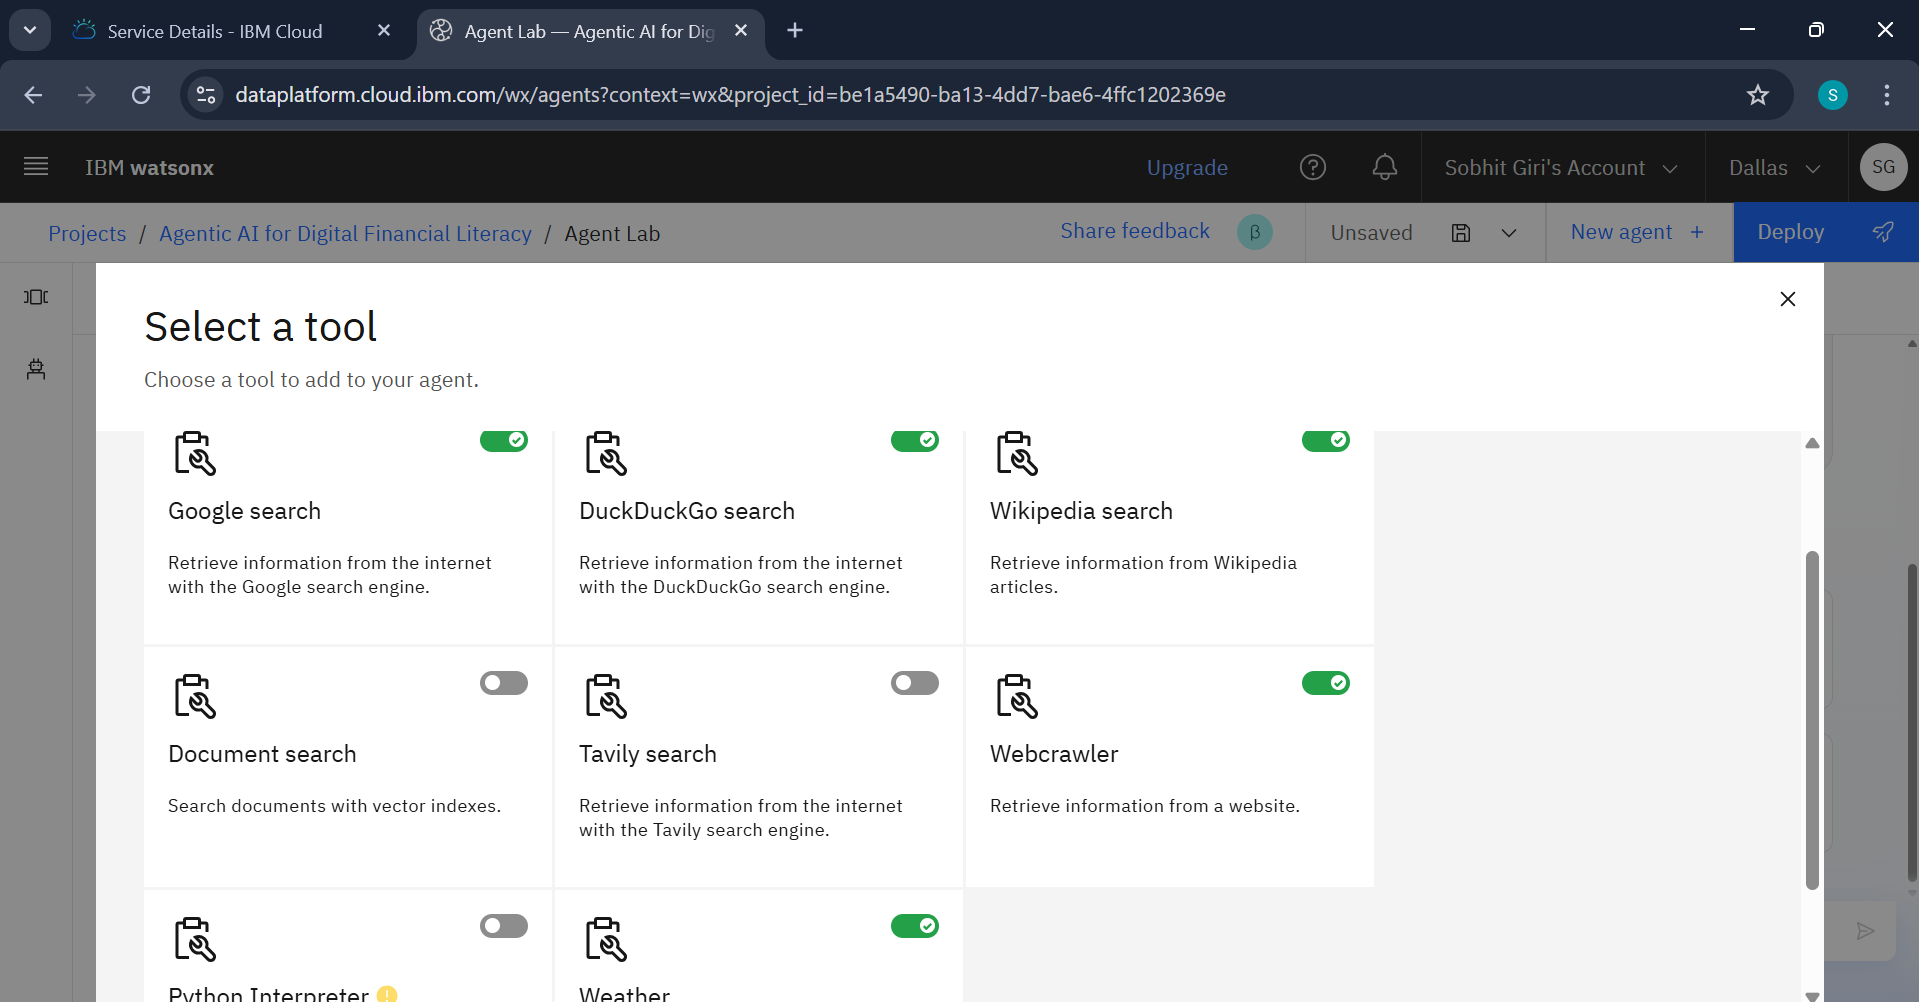 Service Details - IBM Cloud
Agent Lab — Agentic AI for Dig
dataplatform.cloud.ibm.com/wx/agents?context=wx&project_id=be1a5490-ba13-4dd7-bae6-4ffc1202369e
S
IBM watsonx
Upgrade
Sobhit Giri's Account
Dallas
SG
Projects / Agentic AI for Digital Financial Literacy / Agent Lab
Share feedback
β
Unsaved
New agent +
Deploy
Select a tool
Choose a tool to add to your agent.
Google search
Retrieve information from the internet
with the Google search engine.
DuckDuckGo search
Retrieve information from the internet
with the DuckDuckGo search engine.
Wikipedia search
Retrieve information from Wikipedia
articles.
Document search
Search documents with vector indexes.
Tavily search
Retrieve information from the internet
with the Tavily search engine.
Webcrawler
Retrieve information from a website.
Python Interpreter
Weather